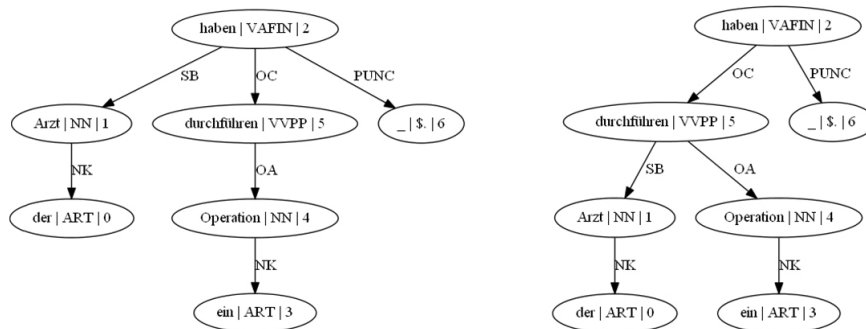 haben | VAFIN | 2
SB
OC
PUNC
Arzt | NN | 1
durchführen | VVPP | 5
_ | $. | 6
NK
OA
der | ART | 0
Operation | NN | 4
NK
ein | ART | 3
haben | VAFIN | 2
OC
PUNC
durchführen | VVPP | 5
_ | $. | 6
SB
OA
Arzt | NN | 1
Operation | NN | 4
NK
NK
der | ART | 0
ein | ART | 3